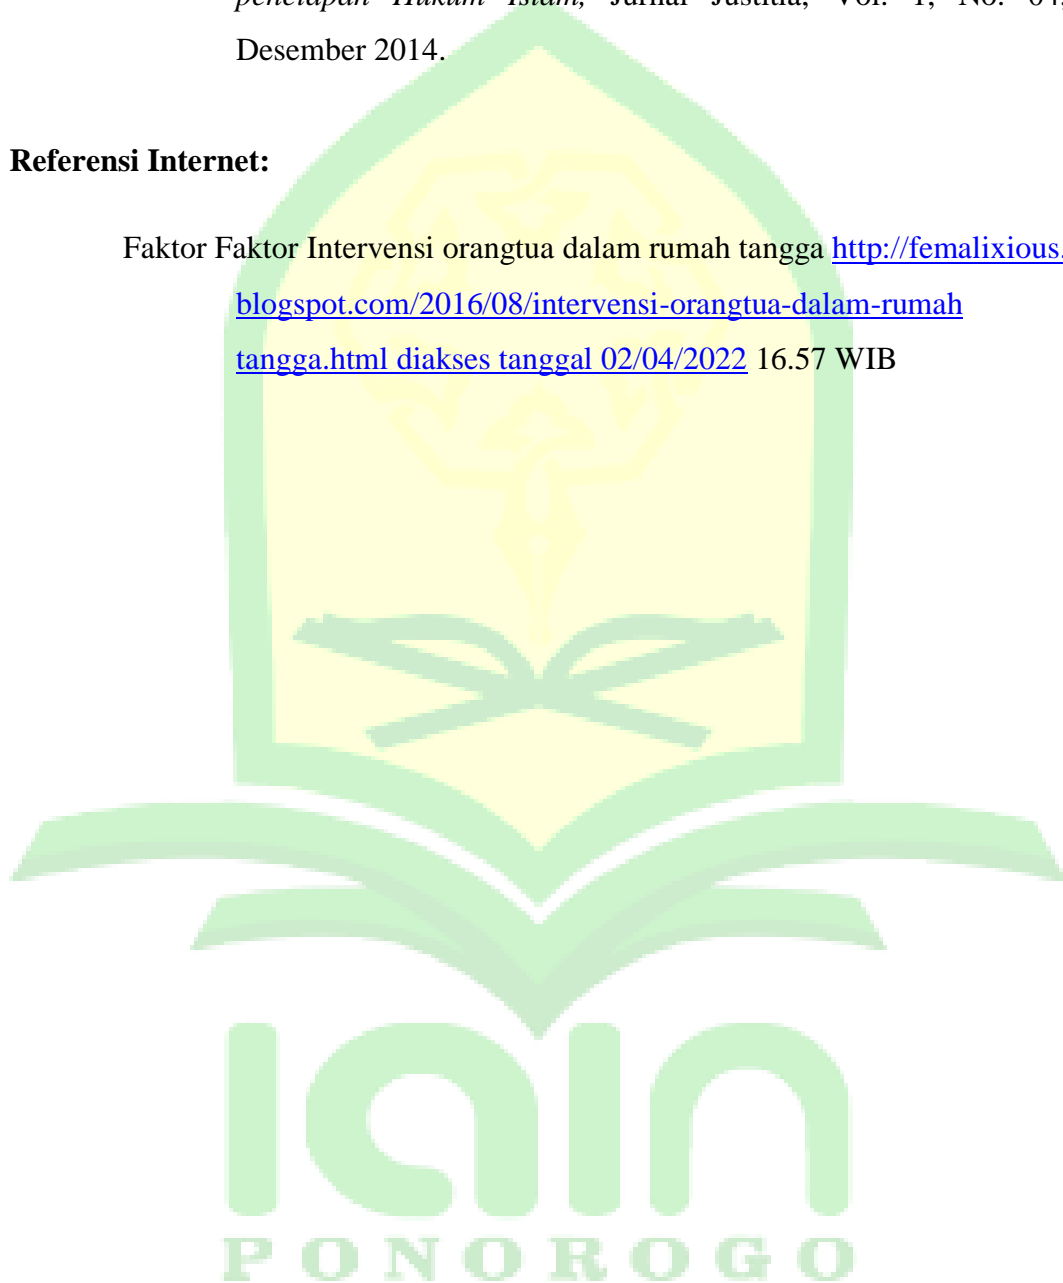 penetapan Hukum Islam, Jurnal Justitia, Vol. 1, No. 04,
Desember 2014.
Referensi Internet:
Faktor Faktor Intervensi orangtua dalam rumah tangga http://femalixious.
blogspot.com/2016/08/intervensi-orangtua-dalam-rumah
tangga.html diakses tanggal 02/04/2022 16.57 WIB
iain
PONOROGO